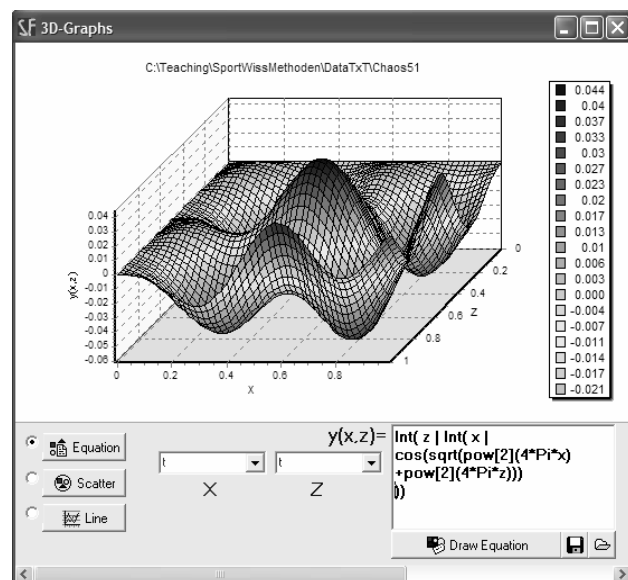 SF 3D-Graphs
C:\Teaching\SportWissMethoden\DataTxT\Chaos51
0.044
0.04
0.037
0.033
0.03
0.027
0.023
0.02
0.017
0.013
0.01
0.006
0.003
0.000
-0.004
-0.007
-0.011
-0.014
-0.017
-0.021
y(x,z)
0.04
0.03
0.02
0.01
0
-0.01
-0.02
-0.03
-0.04
-0.05
-0.06
0 0.2 0.4 0.6 0.8
X
0
0.2
0.4
0.6
0.8
1
Z
Equation
Scatter
Line
t t
X Z
y(x,z)=
Int( z | Int( x |
cos(sqrt(pow[2](4*Pi*x)
+pow[2](4*Pi*z)))
))
Draw Equation